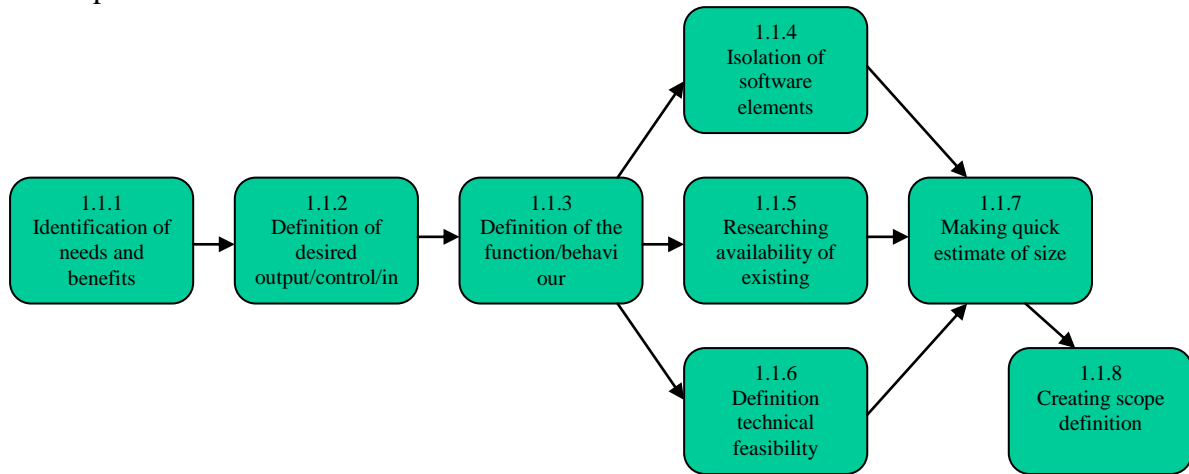 1.1.4
Isolation of
software
elements
1.1.1
Identification of
needs and
benefits
1.1.2
Definition of
desired
output/control/in
1.1.3
Definition of the
function/behavi
our
1.1.5
Researching
availability of
existing
1.1.7
Making quick
estimate of size
1.1.6
Definition
technical
feasibility
1.1.8
Creating scope
definition